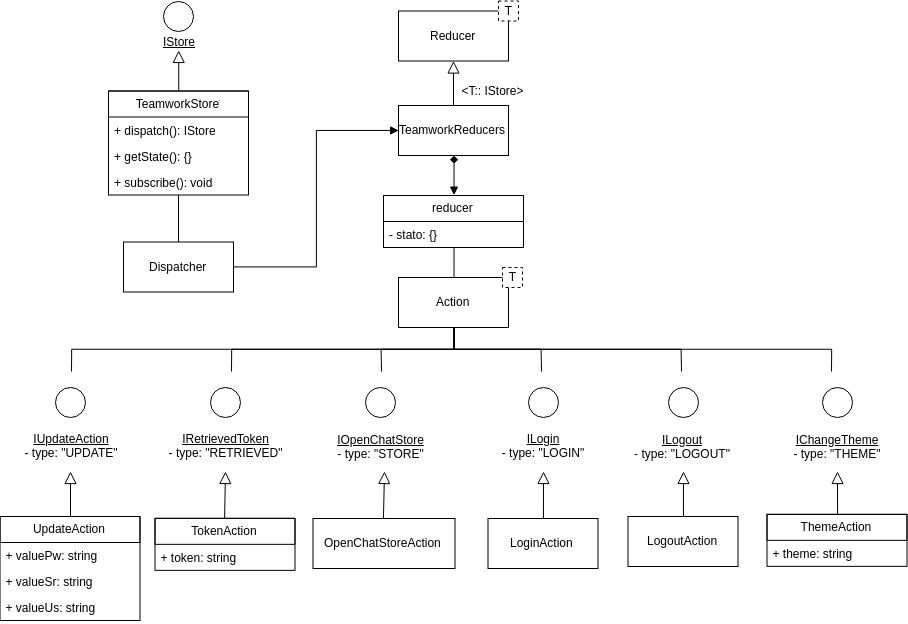 T
Reducer
IStore
<T:: IStore>
TeamworkStore
+ dispatch(): IStore
+ getState(): {}
+ subscribe(): void
TeamworkReducers
reducer
- stato: {}
Dispatcher
T
Action
IUpdateAction
- type: "UPDATE"
IRetrievedToken
- type: "RETRIEVED"
IOpenChatStore
- type: "STORE"
ILogin
- type: "LOGIN"
ILogout
- type: "LOGOUT"
IChangeTheme
- type: "THEME"
UpdateAction
+ valuePw: string
+ valueSr: string
+ valueUs: string
TokenAction
+ token: string
OpenChatStoreAction
LoginAction
LogoutAction
ThemeAction
+ theme: string